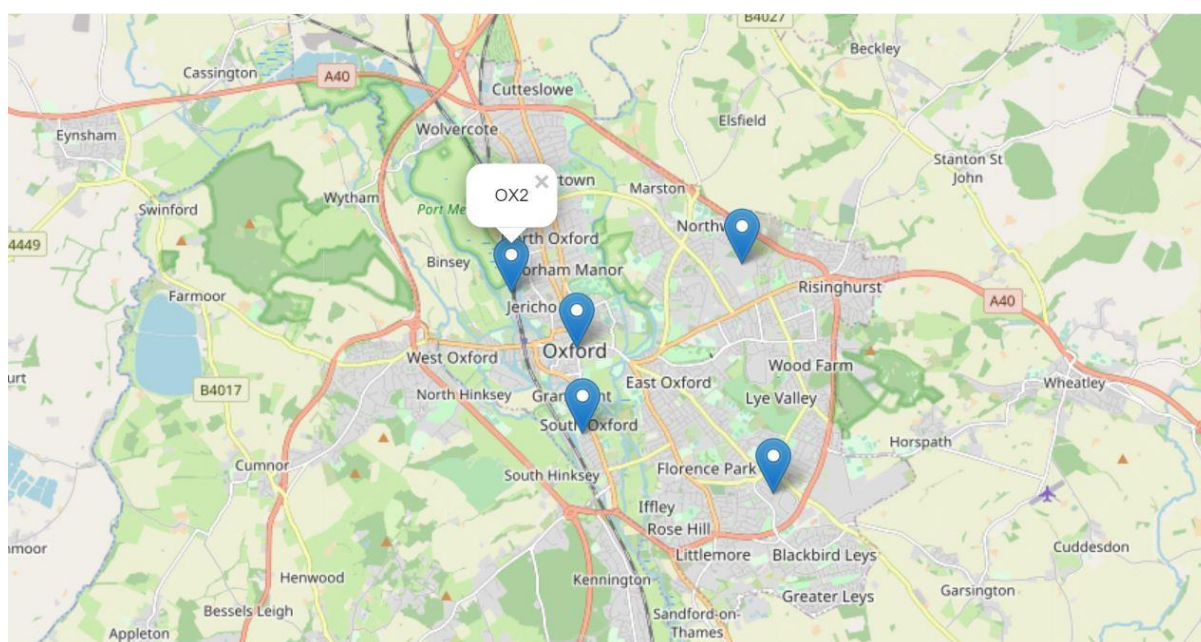 B4027
Beckley
Cassington
A40
Cutteslowe
Eynsham
Wolvercote
Elsfield
Stanton St
John
OX2
×
Marston
Wytham
Swinford
Port Me
North Oxford
Binsey
Farmoor
Jericho
Risinghurst
A40
Oxford
West Oxford
Wood Farm
East Oxford
Wheatley
B4017
North Hinksey
Lye Valley
South Oxford
Horspath
Cumnor
South Hinksey
Florence Park
Iffley
Rose Hill
Littlemore
Blackbird Leys
Cuddesdon
Henwood
Kennington
Greater Leys
Garsington
Bessels Leigh
Sandford-on-
Thames
Appleton